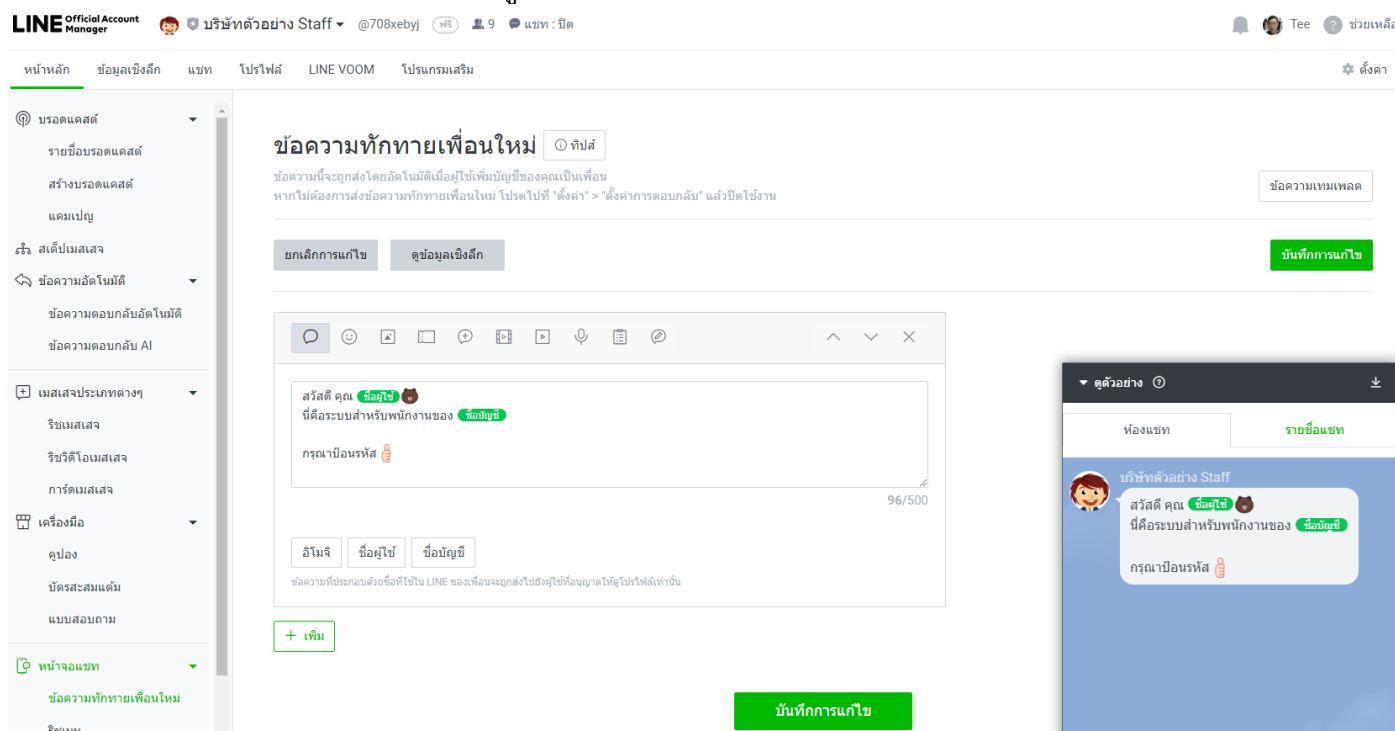 LINE Official Account Manager บริษัทตัวอย่าง Staff @708xebyj ฟรี 9 แชท : ปิด Tee ช่วยเหลือ
หน้าหลัก ข้อมูลเชิงลึก แชท โปรไฟล์ LINE VOOM โปรแกรมเสริม ตั้งค่า
บรอดแคสต์
รายชื่อบรอดแคสต์
สร้างบรอดแคสต์
แคมเปญ
สเต็ปเมสเสจ
ข้อความอัตโนมัติ
ข้อความตอบกลับอัตโนมัติ
ข้อความตอบกลับ AI
เมสเสจประเภทต่างๆ
ริชเมสเสจ
ริชวิดีโอเมสเสจ
การ์ดเมสเสจ
เครื่องมือ
คูปอง
บัตรสะสมแต้ม
แบบสอบถาม
หน้าจอแชท
ข้อความทักทายเพื่อนใหม่
ริชเมนู
ข้อความทักทายเพื่อนใหม่ ทิปส์
ข้อความนี้จะถูกส่งโดยอัตโนมัติเมื่อผู้ใช้เพิ่มบัญชีของคุณเป็นเพื่อน
หากไม่ต้องการส่งข้อความทักทายเพื่อนใหม่ โปรดไปที่ "ตั้งค่า" > "ตั้งค่าการตอบกลับ" แล้วปิดใช้งาน
ข้อความเทมเพลต
ยกเลิกการแก้ไข ดูข้อมูลเชิงลึก บันทึกการแก้ไข
สวัสดี คุณ ชื่อผู้ใช้
นี่คือระบบสำหรับพนักงานของ ชื่อบัญชี
กรุณาป้อนรหัส
96/500
อีโมจิ ชื่อผู้ใช้ ชื่อบัญชี
ข้อความที่ประกอบด้วยชื่อที่ใช้ใน LINE ของเพื่อนจะถูกส่งไปยังผู้ใช้ที่อนุญาตให้ดูโปรไฟล์เท่านั้น
+ เพิ่ม
บันทึกการแก้ไข
ดูตัวอย่าง
ห้องแชท รายชื่อแชท
บริษัทตัวอย่าง Staff
สวัสดี คุณ ชื่อผู้ใช้
นี่คือระบบสำหรับพนักงานของ ชื่อบัญชี
กรุณาป้อนรหัส